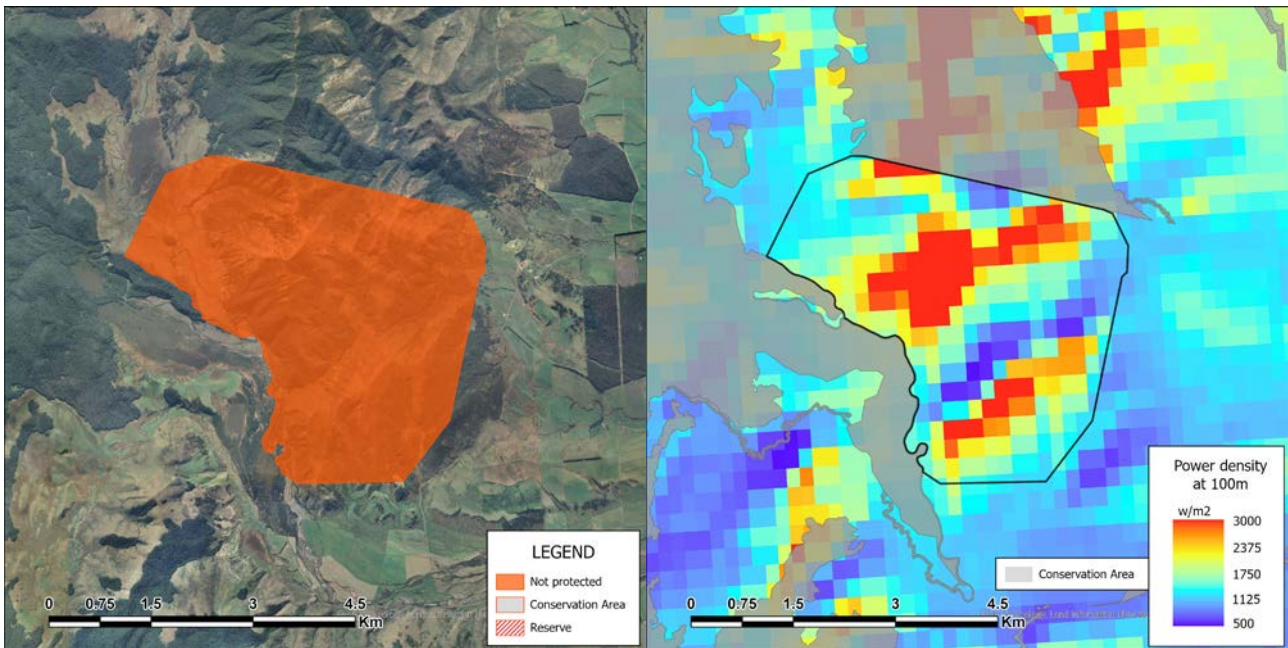 LEGEND
Not protected
Conservation Area
Reserve
0 0.75 1.5 3 4.5
Km
Power density
at 100m
w/m2
3000
2375
1750
1125
500
Conservation Area
0 0.75 1.5 3 4.5
Km